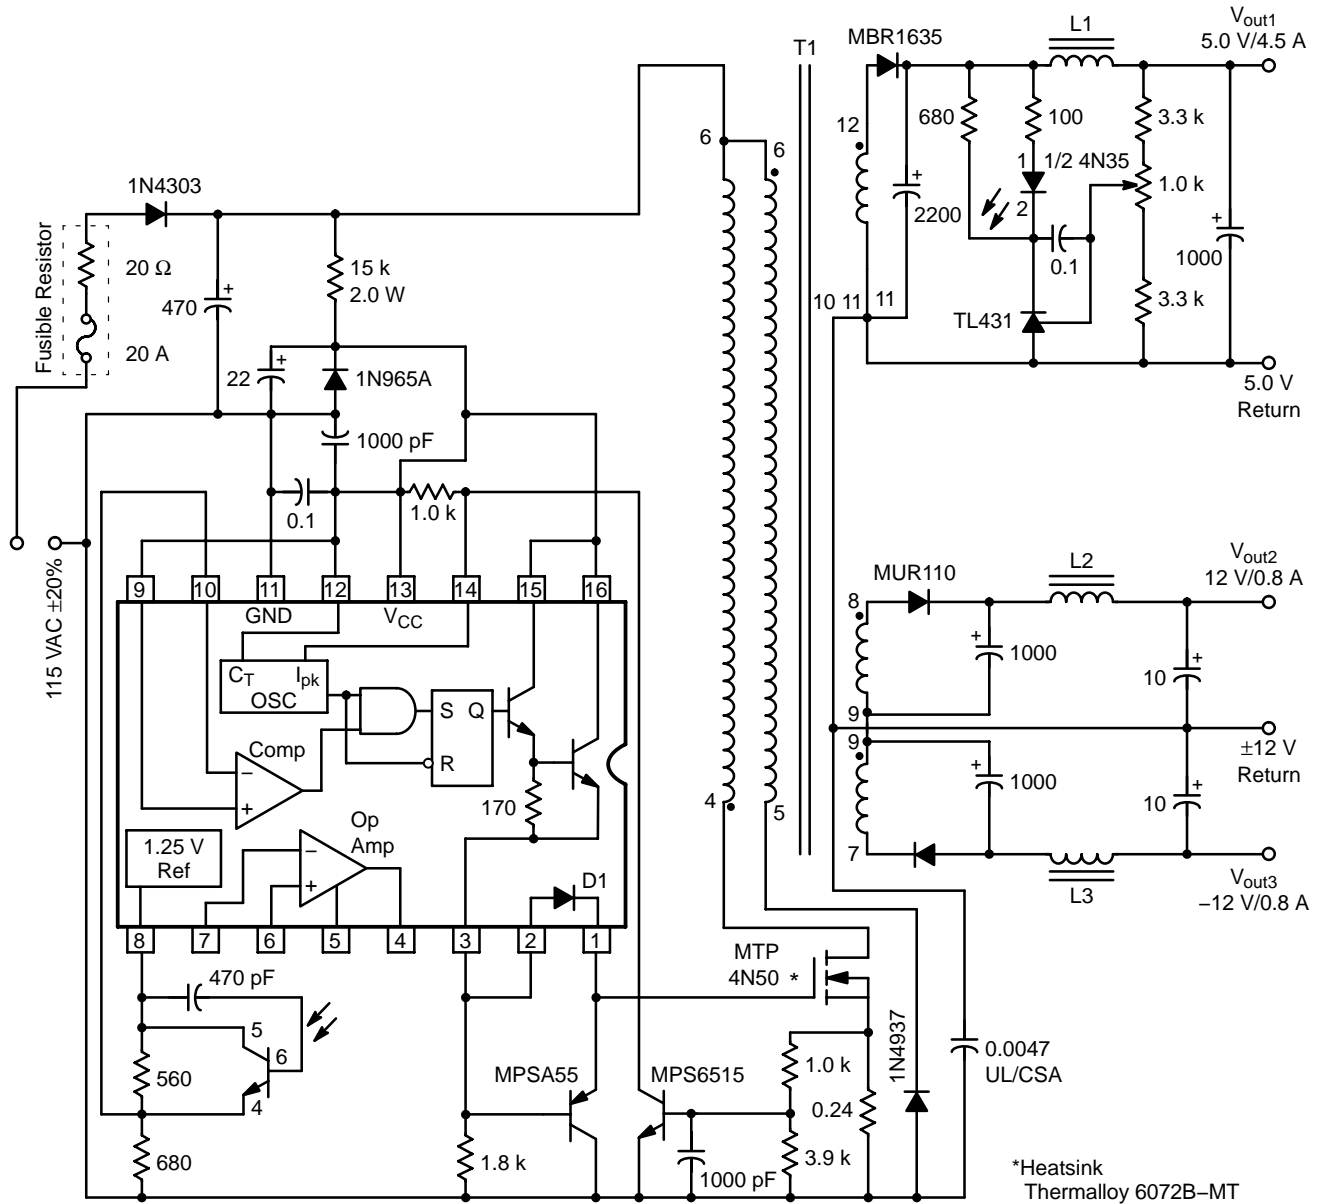 T1
MBR1635
L1
Vout1
5.0 V/4.5 A
6
6
12
680
100
3.3 k
1
1/2 4N35
1.0 k
2
2200
+
0.1
+
1000
3.3 k
10 11
11
TL431
5.0 V
Return
1N4303
Fusible Resistor
20 Ω
20 A
470
+
15 k
2.0 W
22
+
1N965A
1000 pF
0.1
1.0 k
115 VAC ±20%
9
10
11
12
13
14
15
16
GND
VCC
CT
Ipk
OSC
S
Q
R
Comp
−
+
170
Op
Amp
−
+
1.25 V
Ref
D1
8
7
6
5
4
3
2
1
4
5
MUR110
L2
Vout2
12 V/0.8 A
8
+
1000
10
+
9
9
±12 V
Return
+
1000
10
+
7
L3
Vout3
−12 V/0.8 A
470 pF
5
6
4
560
680
MPSA55
1.8 k
MPS6515
MTP
4N50 *
1.0 k
0.24
3.9 k
1000 pF
1N4937
0.0047
UL/CSA
*Heatsink
Thermalloy 6072B−MT